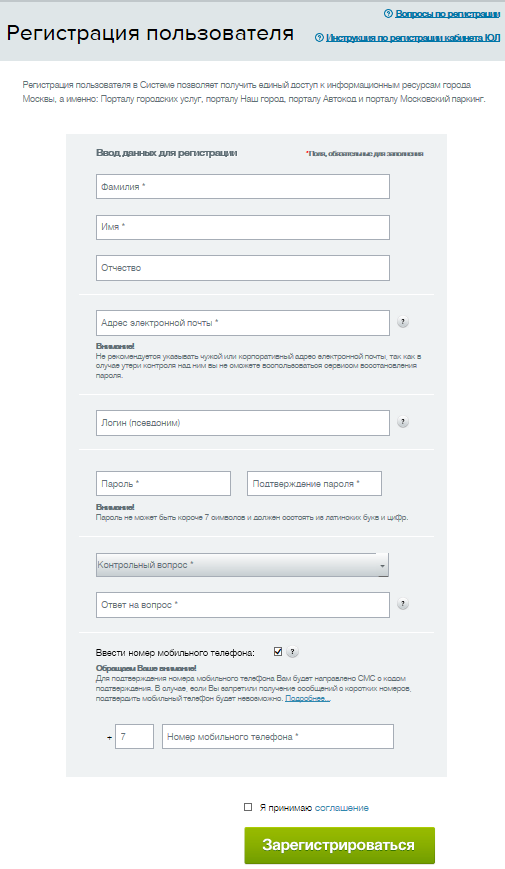 Вопросы по регистрации
Регистрация пользователя
Инструкция по регистрации кабинета ЮЛ
Регистрация пользователя в Системе позволяет получить единый доступ к информационным ресурсам города
Москвы, а именно: Порталу городских услуг, порталу Наш город, порталу Автокод и порталу Московский паркинг.
Ввод данных для регистрации
*Поля, обязательные для заполнения
Фамилия *
Имя *
Отчество
Адрес электронной почты *
?
Внимание!
Не рекомендуется указывать чужой или корпоративный адрес электронной почты, так как в
случае утери контроля над ним вы не сможете воспользоваться сервисом восстановления
пароля.
Логин (псевдоним)
?
Пароль *
Подтверждение пароля *
Внимание!
Пароль не может быть короче 7 символов и должен состоять из латинских букв и цифр.
Контрольный вопрос *
Ответ на вопрос *
?
Ввести номер мобильного телефона:
?
Обращаем Ваше внимание!
Для подтверждения номера мобильного телефона Вам будет направлено СМС с кодом
подтверждения. В случае, если Вы запретили получение сообщений с коротких номеров,
подтвердить мобильный телефон будет невозможно. Подробнее...
+ 7 Номер мобильного телефона *
Я принимаю соглашение
Зарегистрироваться